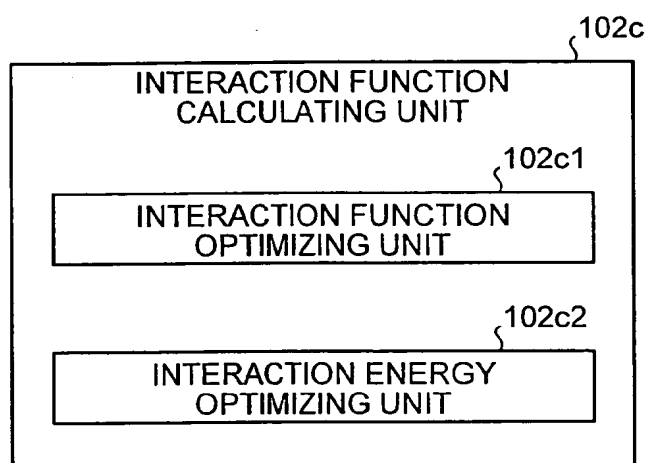 102c
INTERACTION FUNCTION
CALCULATING UNIT
102c1
INTERACTION FUNCTION
OPTIMIZING UNIT
102c2
INTERACTION ENERGY
OPTIMIZING UNIT